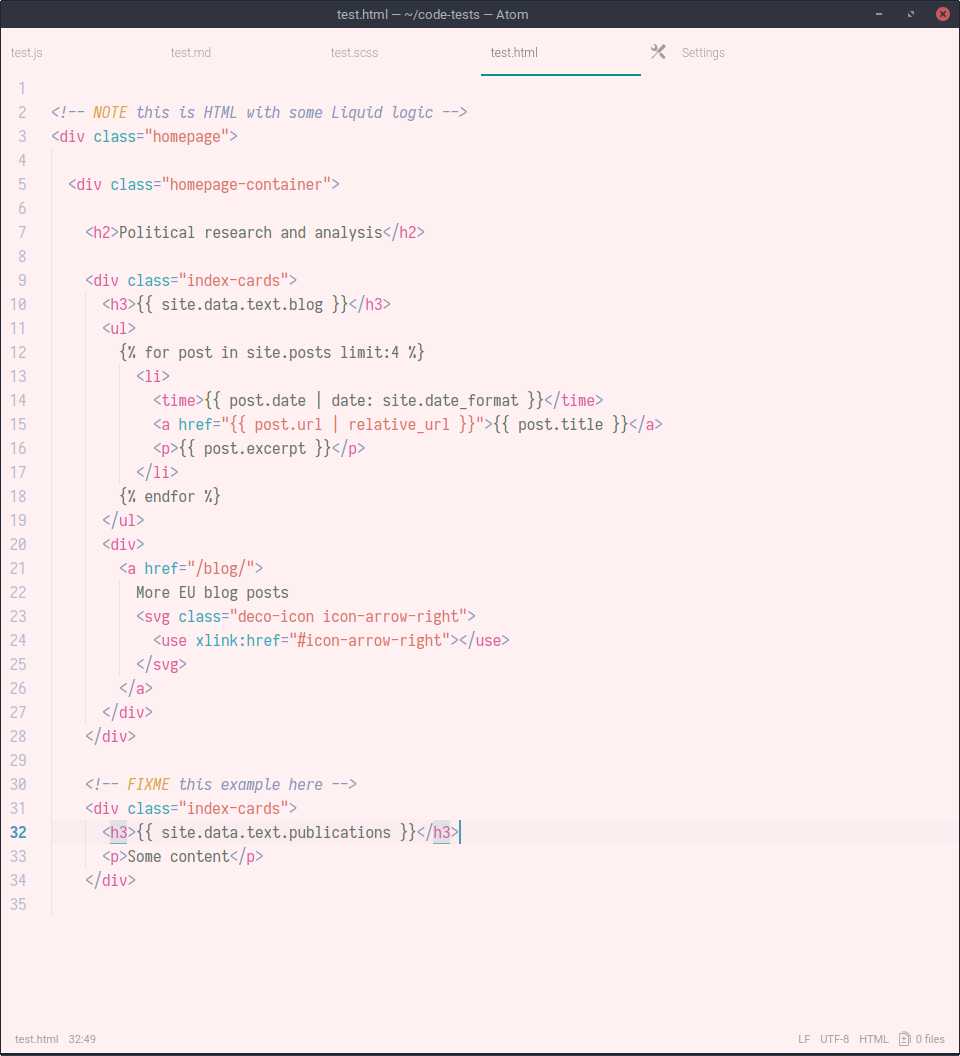 test.html — ~/code-tests — Atom
test.js test.md test.scss test.html Settings
1
2 <!-- NOTE this is HTML with some Liquid logic -->
3 <div class="homepage">
4
5   <div class="homepage-container">
6
7     <h2>Political research and analysis</h2>
8
9     <div class="index-cards">
10       <h3>{{ site.data.text.blog }}</h3>
11       <ul>
12         {% for post in site.posts limit:4 %}
13           <li>
14             <time>{{ post.date | date: site.date_format }}</time>
15             <a href="{{ post.url | relative_url }}">{{ post.title }}</a>
16             <p>{{ post.excerpt }}</p>
17           </li>
18         {% endfor %}
19       </ul>
20       <div>
21         <a href="/blog/">
22           More EU blog posts
23           <svg class="deco-icon icon-arrow-right">
24             <use xlink:href="#icon-arrow-right"></use>
25           </svg>
26         </a>
27       </div>
28     </div>
29
30     <!-- FIXME this example here -->
31     <div class="index-cards">
32       <h3>{{ site.data.text.publications }}</h3>
33       <p>Some content</p>
34     </div>
35
test.html 32:49 LF UTF-8 HTML 0 files